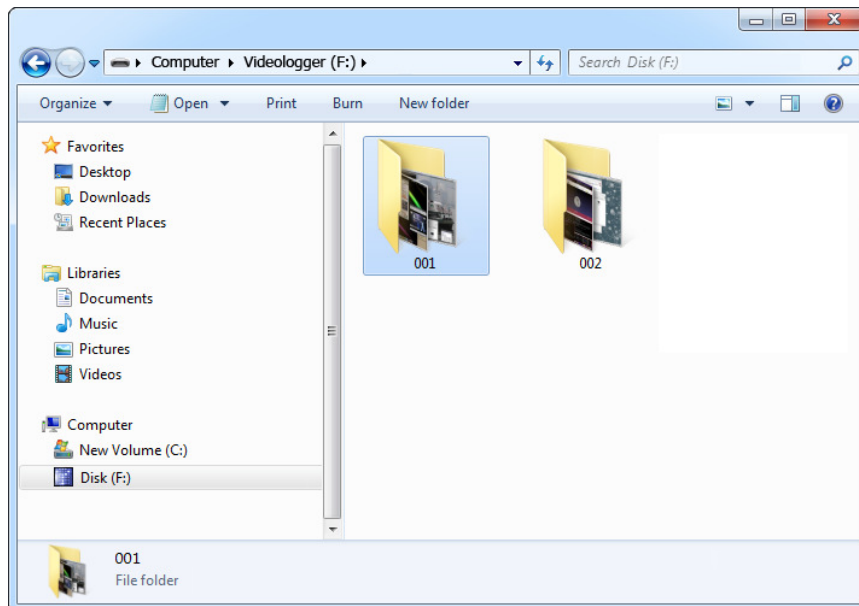 Computer Videologger (F:)
Search Disk (F:)
Organize Open Print Burn New folder
Favorites
Desktop
Downloads
Recent Places
Libraries
Documents
Music
Pictures
Videos
Computer
New Volume (C:)
Disk (F:)
001
002
001
File folder